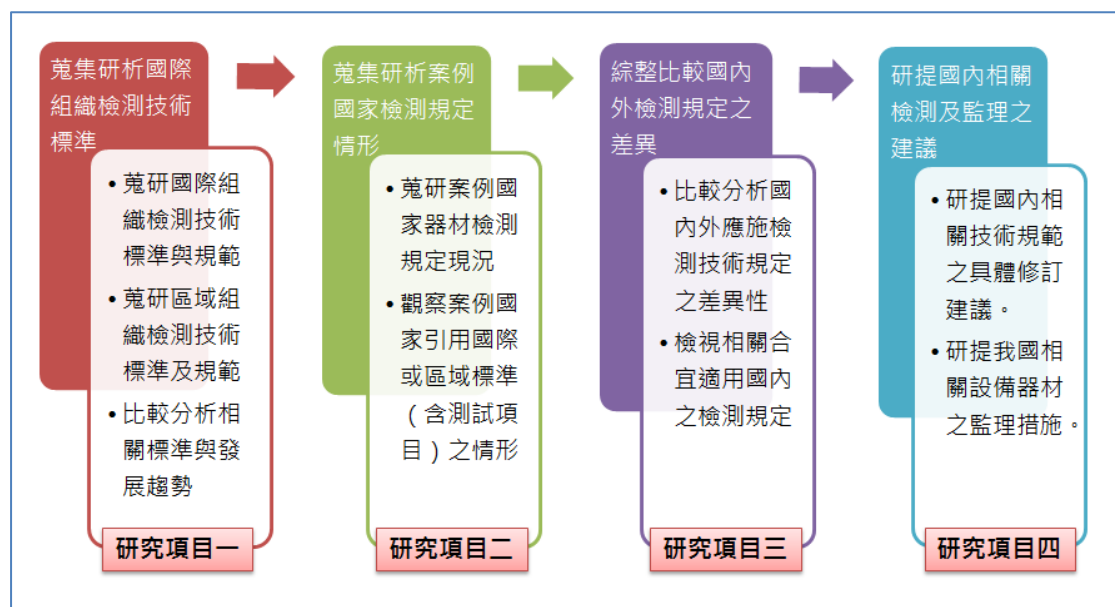 蒐集研析國際
組織檢測技術
標準
• 蒐研國際組
織檢測技術
標準與規範
• 蒐研區域組
織檢測技術
標準及規範
• 比較分析相
關標準與發
展趨勢
研究項目一
蒐集研析案例
國家檢測規定
情形
• 蒐研案例國
家器材檢測
規定現況
• 觀察案例國
家引用國際
或區域標準
（含測試項
目）之情形
研究項目二
綜整比較國內
外檢測規定之
差異
• 比較分析國
內外應施檢
測技術規定
之差異性
• 檢視相關合
宜適用國內
之檢測規定
研究項目三
研提國內相關
檢測及監理之
建議
• 研提國內相
關技術規範
之具體修訂
建議。
• 研提我國相
關設備器材
之監理措施。
研究項目四